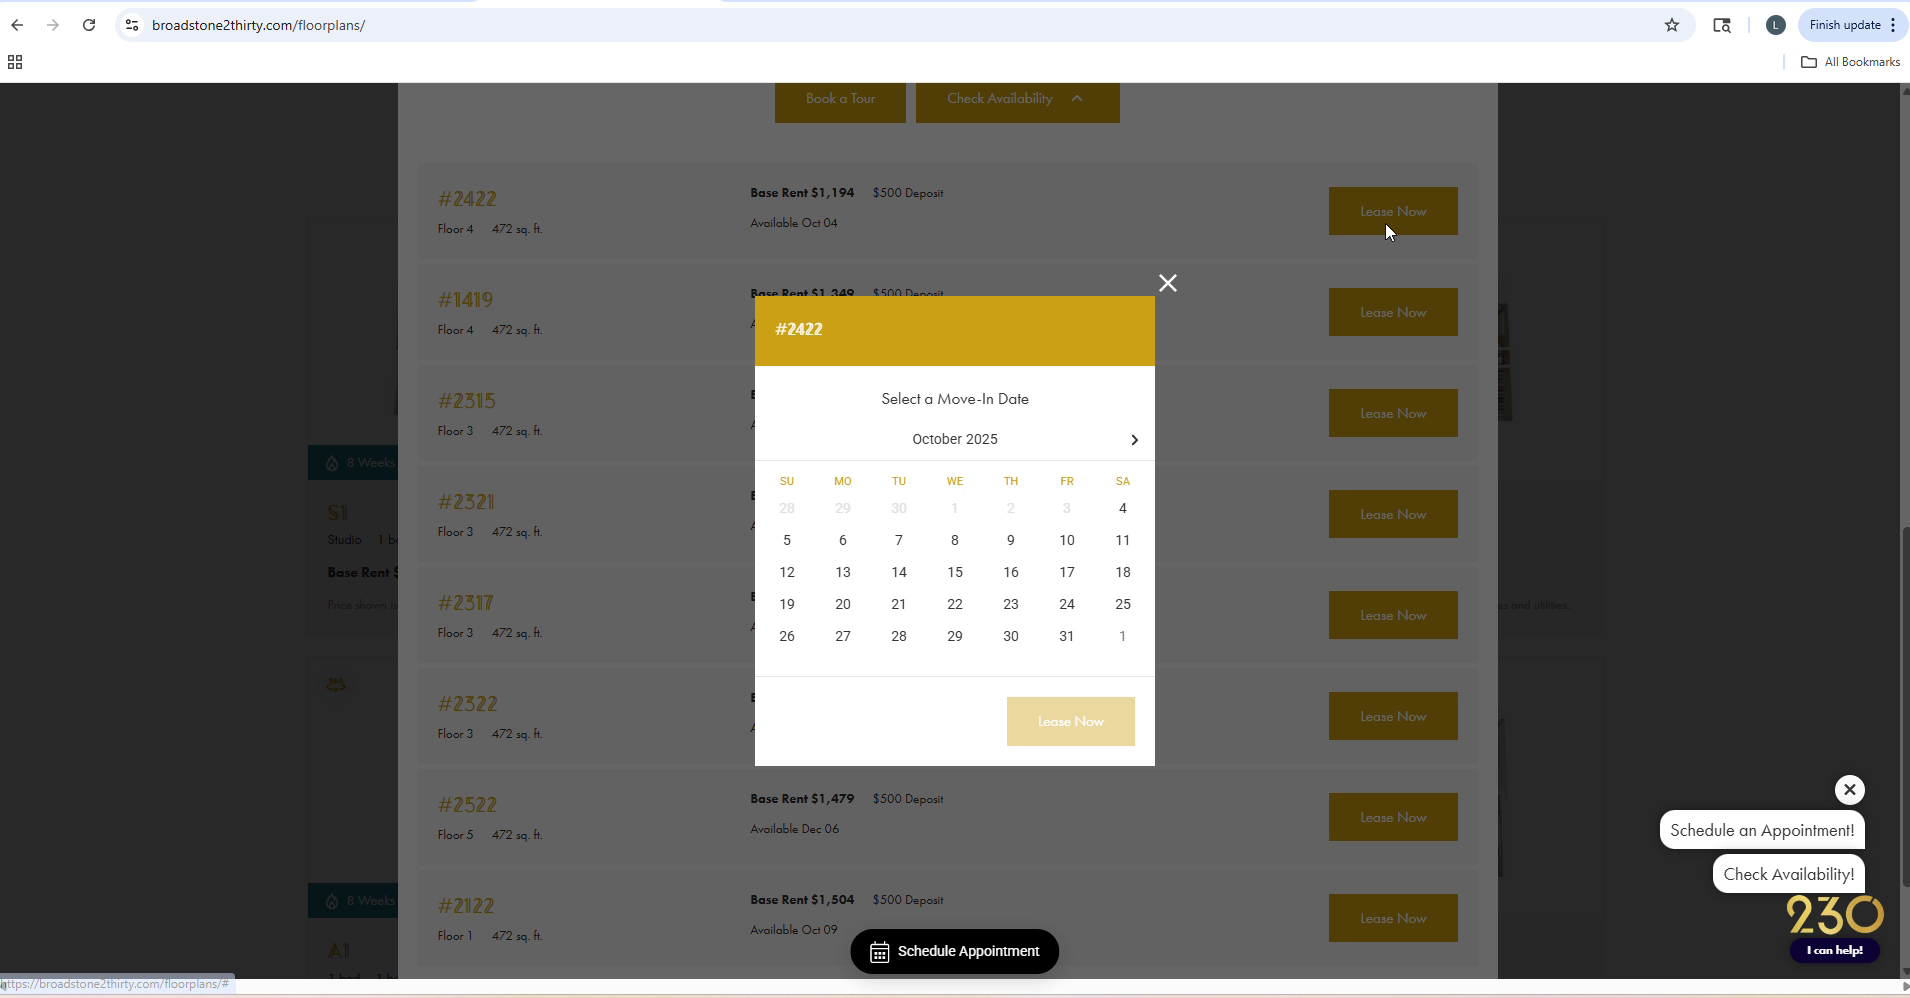 broadstone2thirty.com/floorplans/
L
Finish update
All Bookmarks
Book a Tour
Check Availability
#2422
Base Rent $1,194 $500 Deposit
Floor 4 472 sq. ft.
Available Oct 04
Lease Now
#1419
Base Rent $1,349 $500 Deposit
Floor 4 472 sq. ft.
Lease Now
#2315
Floor 3 472 sq. ft.
Lease Now
#2321
Floor 3 472 sq. ft.
Lease Now
#2317
Floor 3 472 sq. ft.
Lease Now
#2322
Floor 3 472 sq. ft.
Lease Now
#2522
Base Rent $1,479 $500 Deposit
Floor 5 472 sq. ft.
Available Dec 06
Lease Now
#2122
Base Rent $1,504 $500 Deposit
Floor 1 472 sq. ft.
Available Oct 09
Lease Now
#2422
Select a Move-In Date
October 2025
SU MO TU WE TH FR SA
28 29 30 1 2 3 4
5 6 7 8 9 10 11
12 13 14 15 16 17 18
19 20 21 22 23 24 25
26 27 28 29 30 31 1
Lease Now
8 Weeks
S1
Studio 1
Base Rent $
Price shown is
es and utilities.
8 Weeks
A1
1 bed
Schedule an Appointment!
Check Availability!
230
I can help!
Schedule Appointment
https://broadstone2thirty.com/floorplans/#